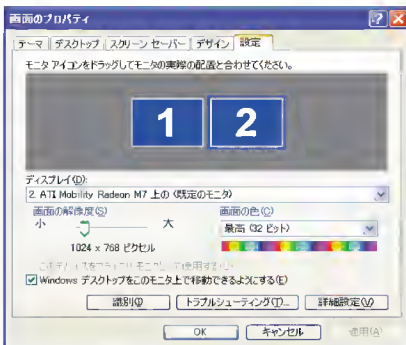 画面のプロパティ
テーマ デスクトップ スクリーン セーバー デザイン 設定
モニタ アイコンをドラッグしてモニタの実際の配置と合わせてください。
1 2
ディスプレイ(D):
2. ATI Mobility Radeon M7 上の (既定のモニタ)
画面の解像度(S) 画面の色(C)
小 大 最高 (32 ビット)
1024 x 768 ピクセル
Windows デスクトップをこのモニタ上で移動できるようにする(E)
識別(I) トラブルシューティング(T)... 詳細設定(V)
OK キャンセル 適用(A)